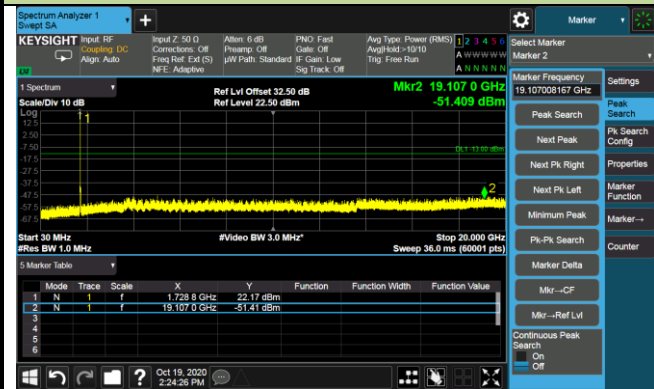 Spectrum Analyzer 1
Swept SA
Marker
KEYSIGHT
Input: RF
Coupling: DC
Align: Auto
Input Z: 50 Ω
Corrections: Off
Freq Ref: Ext (S)
NFE: Adaptive
Atten: 6 dB
Preamp: Off
µW Path: Standard
PNO: Fast
Gate: Off
IF Gain: Low
Sig Track: Off
Avg Type: Power (RMS)
Avg|Hold:>10/10
Trig: Free Run
1 2 3 4 5 6
A W W W W W
A N N N N N
Select Marker
Marker 2
Marker Frequency
19.107008167 GHz
Settings
Peak Search
Next Peak
Next Pk Right
Next Pk Left
Minimum Peak
Pk-Pk Search
Marker Delta
Mkr→CF
Mkr→Ref Lvl
Continuous Peak
Search
On
Off
Peak
Search
Pk Search
Config
Properties
Marker
Function
Marker→
Counter
1 Spectrum
Scale/Div 10 dB
Ref Lvl Offset 32.50 dB
Ref Level 22.50 dBm
Mkr2 19.107 0 GHz
-51.409 dBm
Log
12.5
2.50
-7.50
-17.5
-27.5
-37.5
-47.5
-57.5
-67.5
1
DL1 -13.00 dBm
2
Start 30 MHz
#Res BW 1.0 MHz
#Video BW 3.0 MHz*
Stop 20.000 GHz
Sweep 36.0 ms (60001 pts)
5 Marker Table
Mode Trace Scale X Y Function Function Width Function Value
1 N 1 f 1.728 8 GHz 22.17 dBm
2 N 1 f 19.107 0 GHz -51.41 dBm
3
4
5
6
Oct 19, 2020
2:24:26 PM